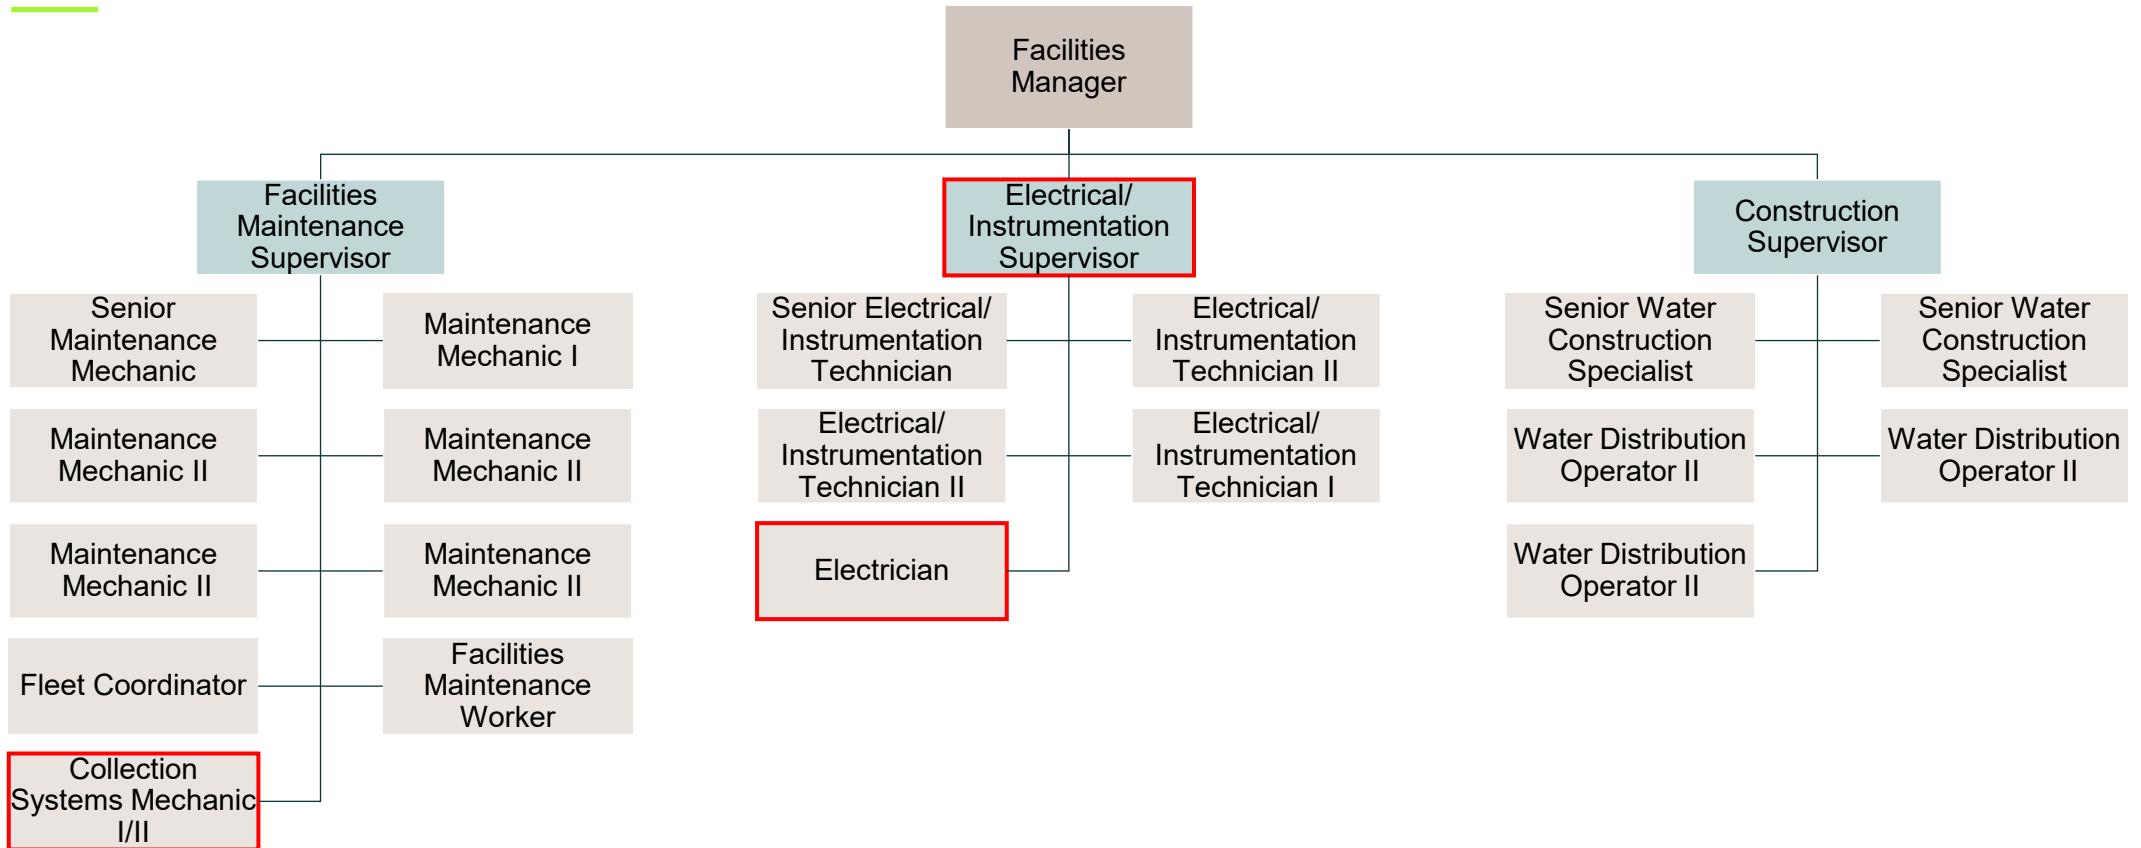 Facilities
Manager
Facilities
Maintenance
Supervisor
Electrical/
Instrumentation
Supervisor
Construction
Supervisor
Senior
Maintenance
Mechanic
Maintenance
Mechanic I
Maintenance
Mechanic II
Maintenance
Mechanic II
Maintenance
Mechanic II
Maintenance
Mechanic II
Fleet Coordinator
Facilities
Maintenance
Worker
Collection
Systems Mechanic
I/II
Senior Electrical/
Instrumentation
Technician
Electrical/
Instrumentation
Technician II
Electrical/
Instrumentation
Technician II
Electrical/
Instrumentation
Technician I
Electrician
Senior Water
Construction
Specialist
Senior Water
Construction
Specialist
Water Distribution
Operator II
Water Distribution
Operator II
Water Distribution
Operator II